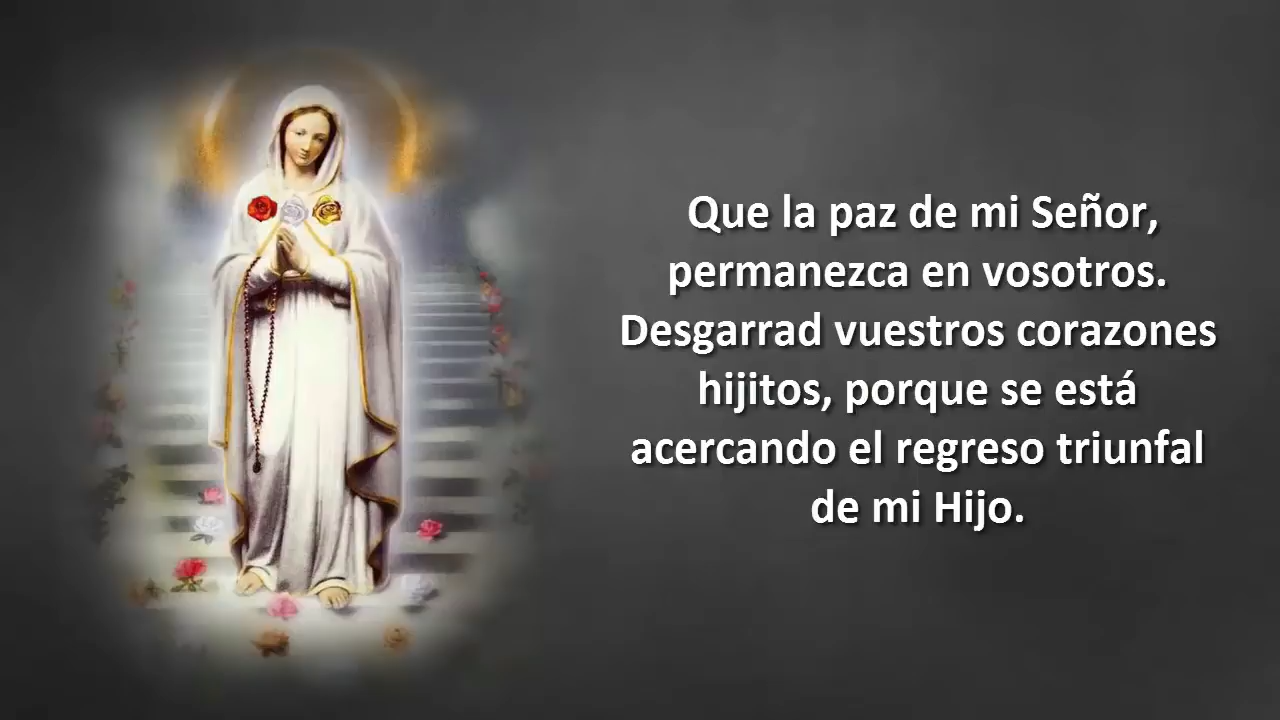 Que la paz de mi Señor,
permanezca en vosotros.
Desgarrad vuestros corazones
hijitos, porque se está
acercando el regreso triunfal
de mi Hijo.